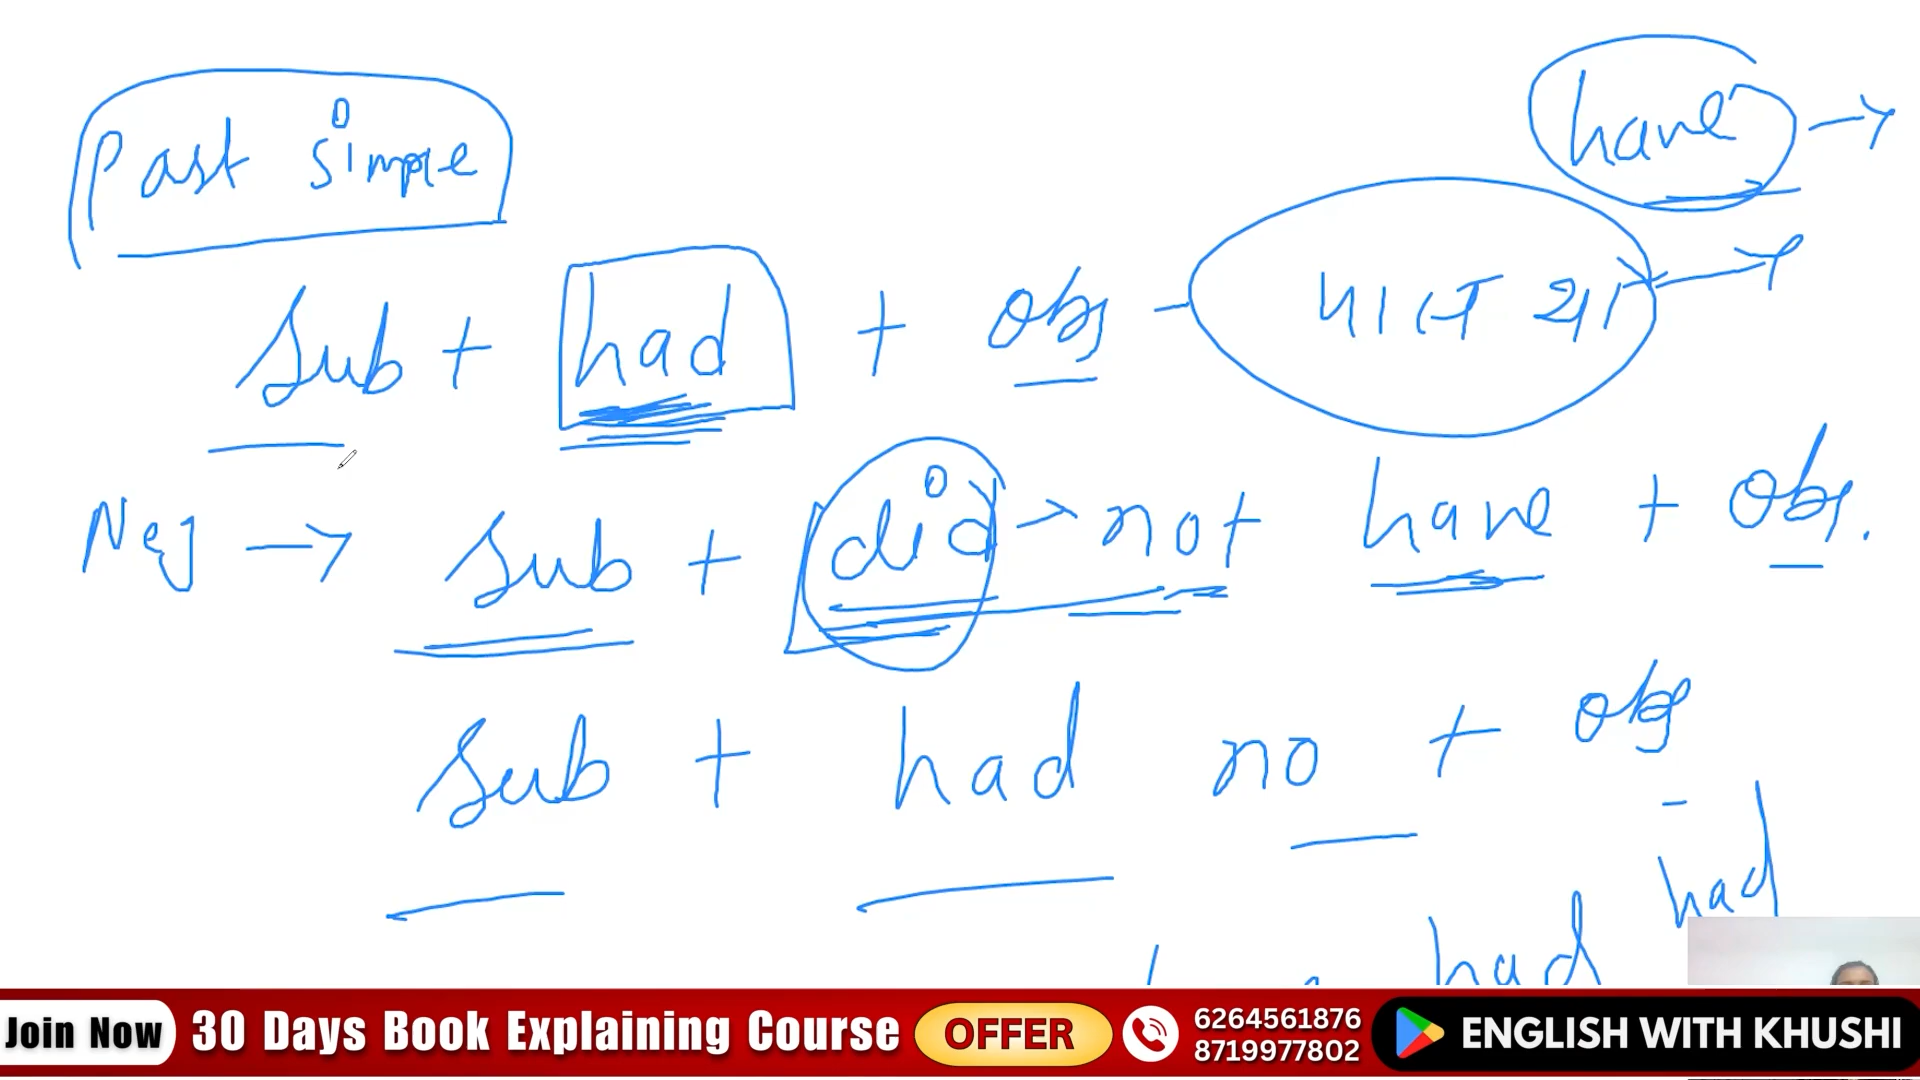 have →
Past simple
Sub + had + obj - पास था →
Neg → sub + did → not have + obj.
Sub + had no + obj
had
had
Join Now 30 Days Book Explaining Course OFFER 6264561876 ENGLISH WITH KHUSHI
8719977802